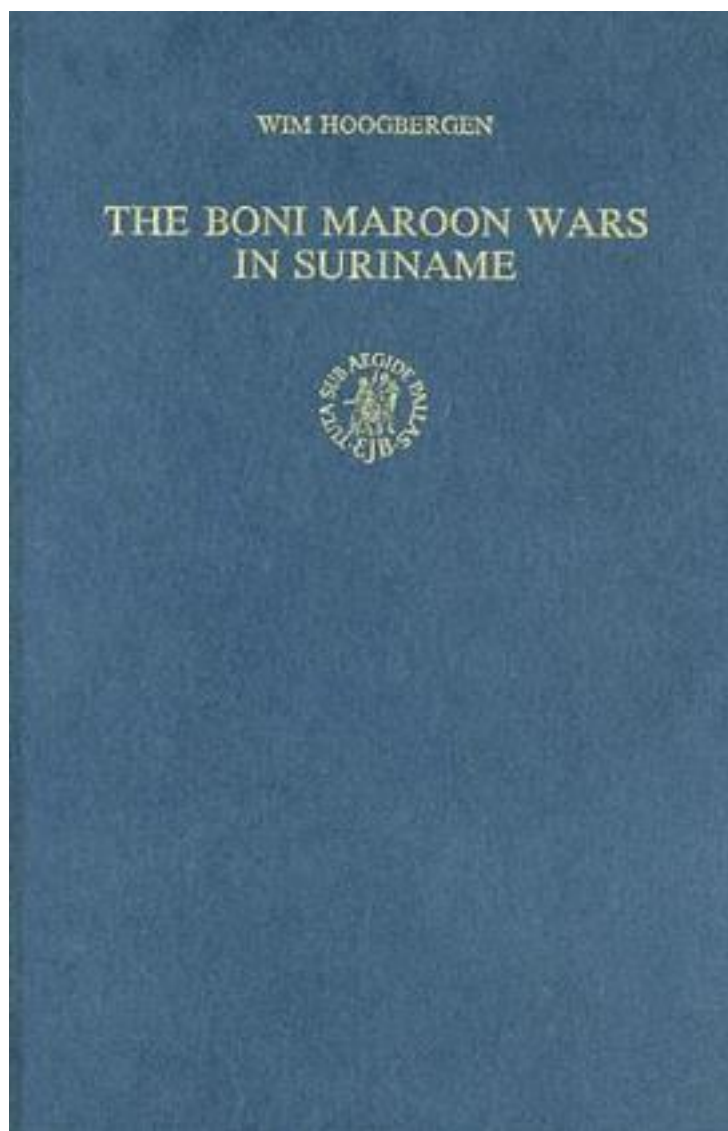 WIM HOOGBERGEN
THE BONI MAROON WARS
IN SURINAME
TUTA SUB AEGIDE PALLAS
EJB